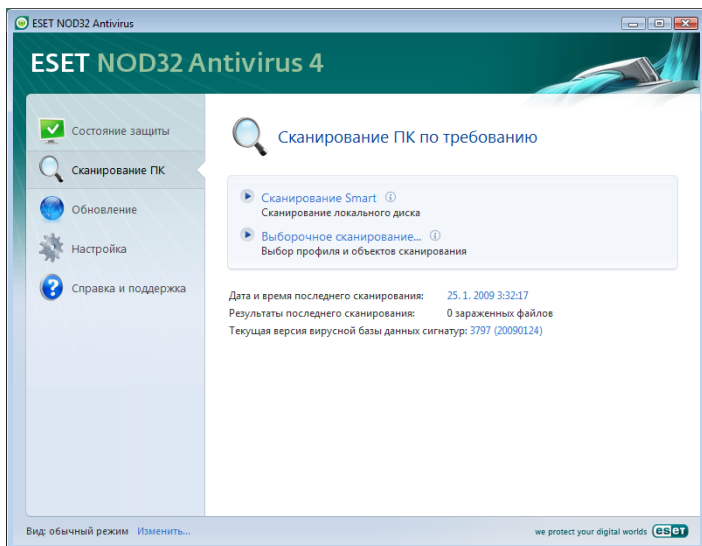 ESET NOD32 Antivirus
ESET NOD32 Antivirus 4
Состояние защиты
Сканирование ПК
Обновление
Настройка
Справка и поддержка
Сканирование ПК по требованию
Сканирование Smart
Сканирование локального диска
Выборочное сканирование...
Выбор профиля и объектов сканирования
Дата и время последнего сканирования: 25. 1. 2009 3:32:17
Результаты последнего сканирования: 0 зараженных файлов
Текущая версия вирусной базы данных сигнатур: 3797 (20090124)
Вид: обычный режим Изменить...
we protect your digital worlds eset